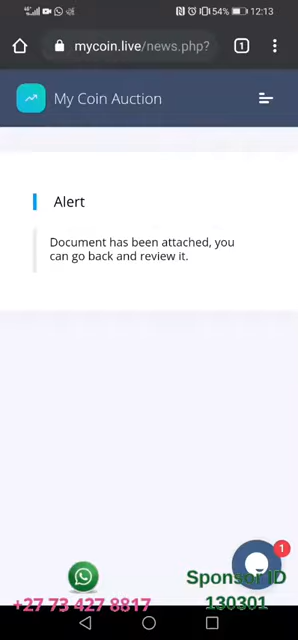 54% 12:13
mycoin.live/news.php? 1
My Coin Auction
Alert
Document has been attached, you
can go back and review it.
1
Sponsor ID
+27 73 427 8817 130301